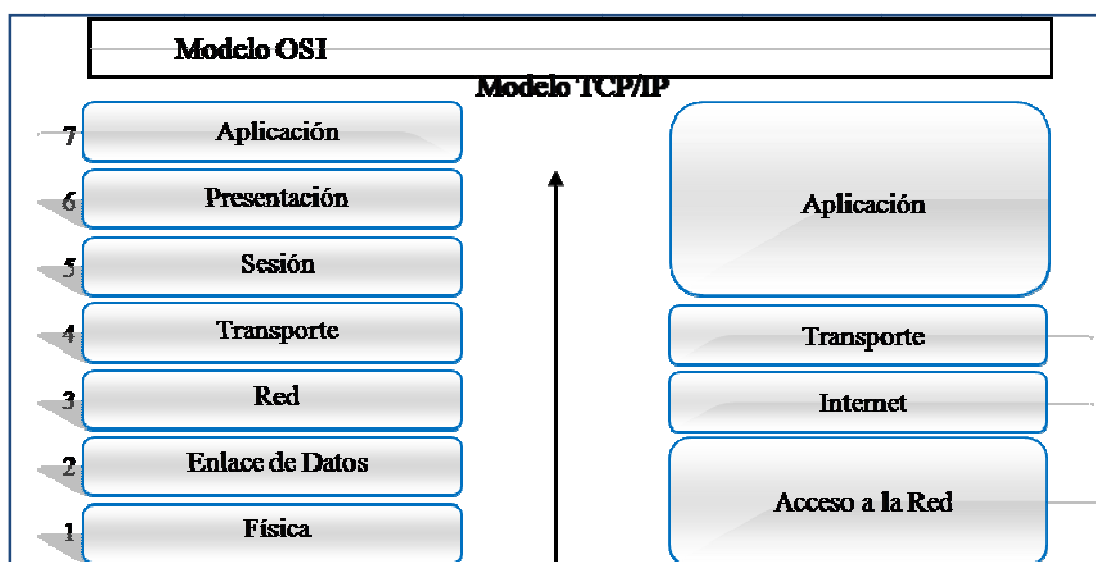 Modelo OSI
Modelo TCP/IP
7 Aplicación
6 Presentación
5 Sesión
4 Transporte
3 Red
2 Enlace de Datos
1 Física
Aplicación
Transporte
Internet
Acceso a la Red